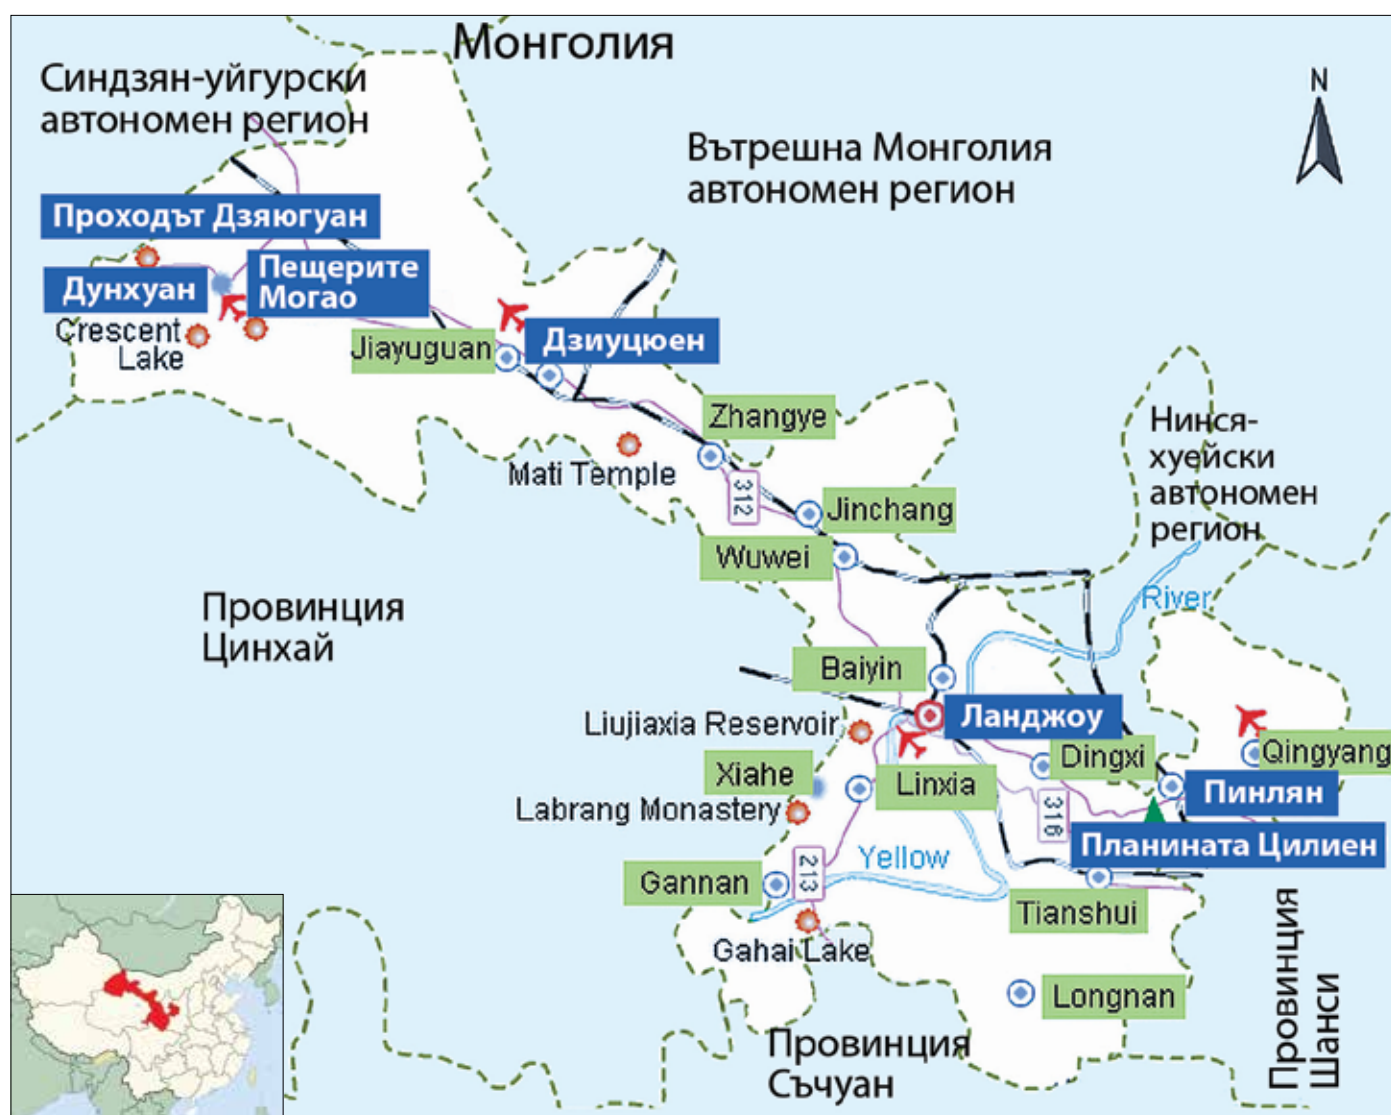 Монголия
Синдзян-уйгурски
автономен регион
N
Вътрешна Монголия
автономен регион
Проходът Дзяюгуан
Пещерите
Могао
Дунхуан
Crescent
Lake
Jiayuguan
Дзиуцюен
Zhangye
Mati Temple
312
Jinchang
Wuwei
Нинся-
хуейски
автономен
регион
River
Провинция
Цинхай
Baiyin
Ланджоу
Liujiaxia Reservoir
Xiahe
Linxia
Dingxi
Qingyang
Labrang Monastery
Пинлян
316
Планината Цилиен
Yellow
213
Gannan
Tianshui
Gahai Lake
Longnan
Провинция
Съчуан
Провинция
Шанси